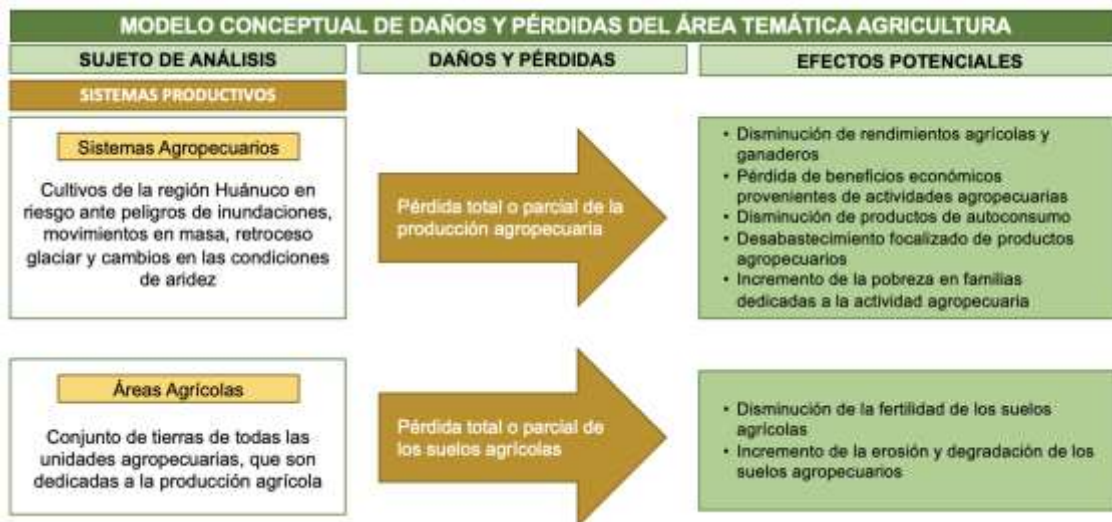 MODELO CONCEPTUAL DE DAÑOS Y PÉRDIDAS DEL ÁREA TEMÁTICA AGRICULTURA
SUJETO DE ANÁLISIS
DAÑOS Y PÉRDIDAS
EFECTOS POTENCIALES
SISTEMAS PRODUCTIVOS
Sistemas Agropecuarios
Cultivos de la región Huánuco en
riesgo ante peligros de inundaciones,
movimientos en masa, retroceso
glaciar y cambios en las condiciones
de aridez
Pérdida total o parcial de la
producción agropecuaria
• Disminución de rendimientos agrícolas y
ganaderos
• Pérdida de beneficios económicos
provenientes de actividades agropecuarias
• Disminución de productos de autoconsumo
• Desabastecimiento focalizado de productos
agropecuarios
• Incremento de la pobreza en familias
dedicadas a la actividad agropecuaria
Áreas Agrícolas
Conjunto de tierras de todas las
unidades agropecuarias, que son
dedicadas a la producción agrícola
Pérdida total o parcial de
los suelos agrícolas
• Disminución de la fertilidad de los suelos
agrícolas
• Incremento de la erosión y degradación de los
suelos agropecuarios